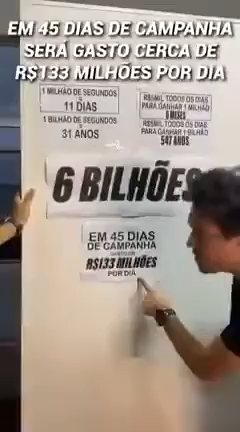 EM 45 DIAS DE CAMPANHA
SERÁ GASTO CERCA DE
R$133 MILHÕES POR DIA
1 MILHÃO DE SEGUNDOS
11 DIAS
1 BILHÃO DE SEGUNDOS
31 ANOS
R$5MIL TODOS OS DIAS
PARA GANHAR 1 MILHÃO
6 MESES
R$5MIL TODOS OS DIAS
PARA GANHAR 1 BILHÃO
547 ANOS
6 BILHÕES
EM 45 DIAS
DE CAMPANHA
R$133 MILHÕES
POR DIA